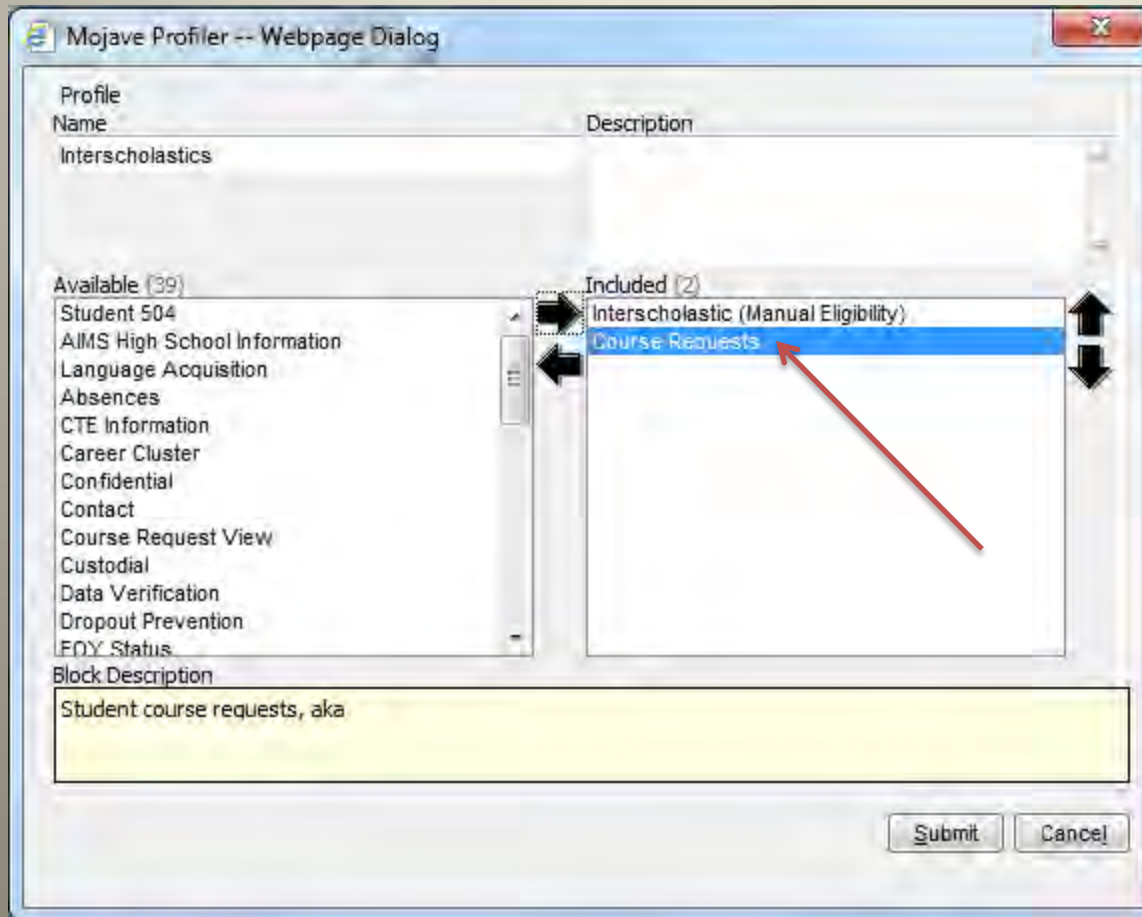 Mojave Profiler -- Webpage Dialog
Profile
Name
Description
Interscholastics
Available (39)
Student 504
AIMS High School Information
Language Acquisition
Absences
CTE Information
Career Cluster
Confidential
Contact
Course Request View
Custodial
Data Verification
Dropout Prevention
EOY Status
Included (2)
Interscholastic (Manual Eligibility)
Course Requests
Block Description
Student course requests, aka
Submit
Cancel